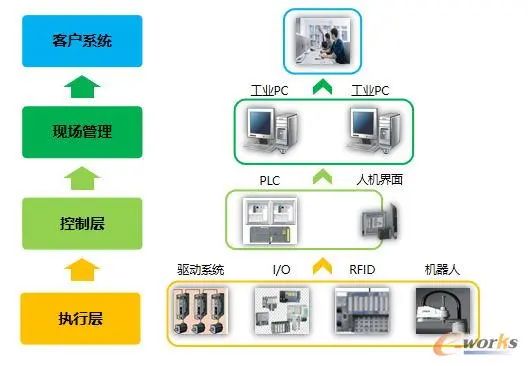 客户系统
工业PC
工业PC
现场管理
PLC
人机界面
控制层
驱动系统
I/O
RFID
机器人
执行层
e-works